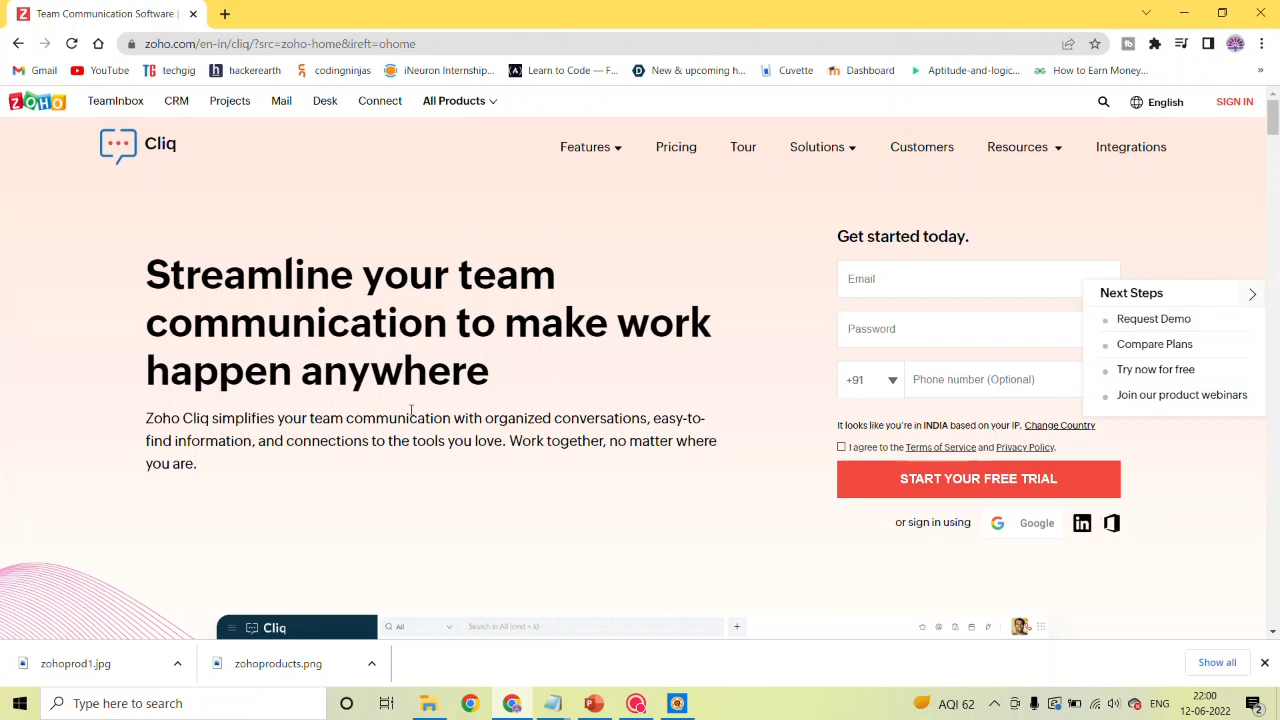 Team Communication Software |
zoho.com/en-in/cliq/?src=zoho-home&ireft=ohome
Gmail YouTube techgig hackerearth codingninjas iNeuron Internship... Learn to Code — F... New & upcoming h... Cuvette Dashboard Aptitude-and-logic... How to Earn Money... »
ZOHO TeamInbox CRM Projects Mail Desk Connect All Products English SIGN IN
Cliq Features Pricing Tour Solutions Customers Resources Integrations
Get started today.
Streamline your team
communication to make work
happen anywhere
Zoho Cliq simplifies your team communication with organized conversations, easy-to-
find information, and connections to the tools you love. Work together, no matter where
you are.
Email
Password
+91 Phone number (Optional)
It looks like you're in INDIA based on your IP. Change Country
I agree to the Terms of Service and Privacy Policy.
START YOUR FREE TRIAL
or sign in using Google
Next Steps
Request Demo
Compare Plans
Try now for free
Join our product webinars
Cliq All Search in All (cmd + k)
zohoprod1.jpg zohoproducts.png Show all
Type here to search AQI 62 ENG 22:00
12-06-2022 2